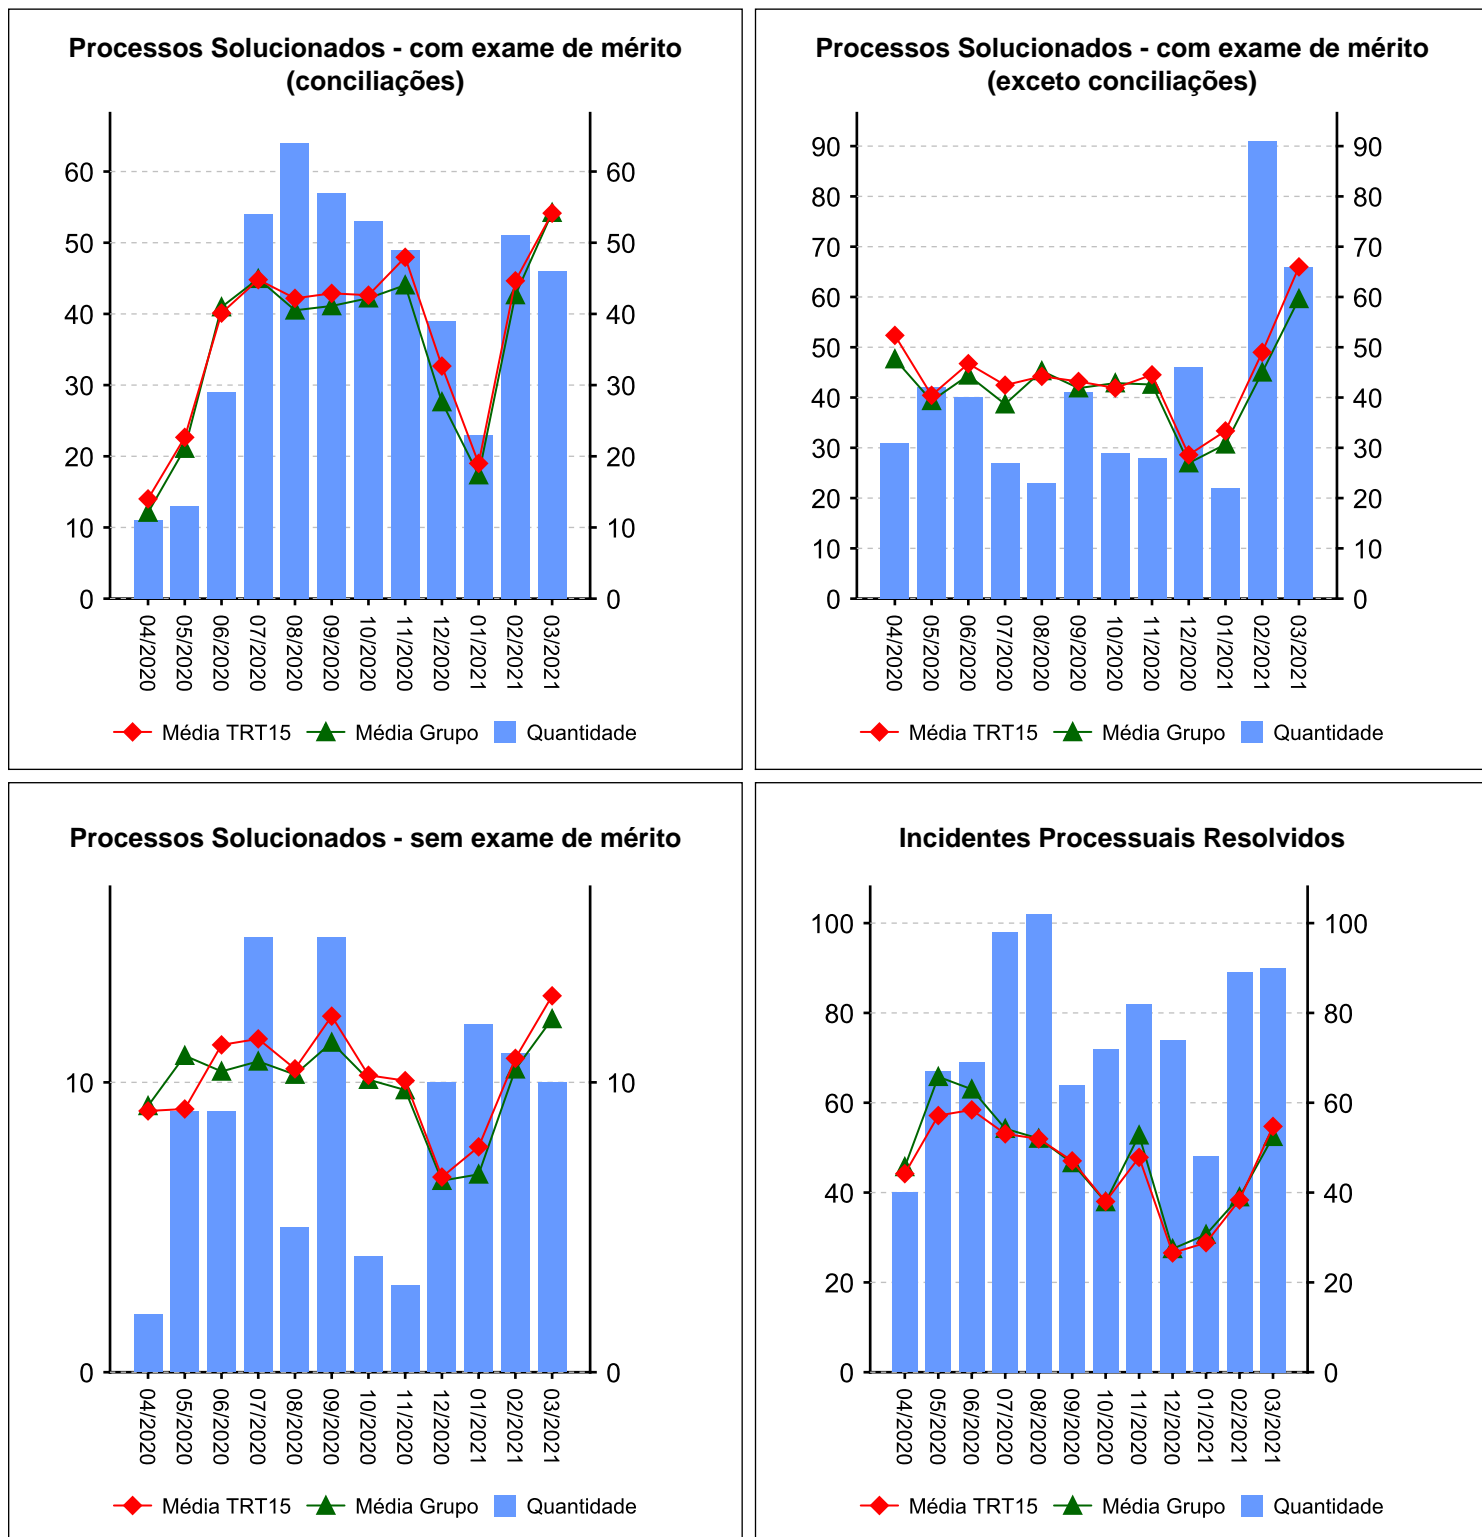 Processos Solucionados - com exame de mérito
(conciliações)
60 60
50 50
40 40
30 30
20 20
10 10
0 0
04/2020 05/2020 06/2020 07/2020 08/2020 09/2020 10/2020 11/2020 12/2020 01/2021 02/2021 03/2021
Média TRT15 Média Grupo Quantidade
Processos Solucionados - com exame de mérito
(exceto conciliações)
90 90
80 80
70 70
60 60
50 50
40 40
30 30
20 20
10 10
0 0
04/2020 05/2020 06/2020 07/2020 08/2020 09/2020 10/2020 11/2020 12/2020 01/2021 02/2021 03/2021
Média TRT15 Média Grupo Quantidade
Processos Solucionados - sem exame de mérito
10 10
0 0
04/2020 05/2020 06/2020 07/2020 08/2020 09/2020 10/2020 11/2020 12/2020 01/2021 02/2021 03/2021
Média TRT15 Média Grupo Quantidade
Incidentes Processuais Resolvidos
100 100
80 80
60 60
40 40
20 20
0 0
04/2020 05/2020 06/2020 07/2020 08/2020 09/2020 10/2020 11/2020 12/2020 01/2021 02/2021 03/2021
Média TRT15 Média Grupo Quantidade